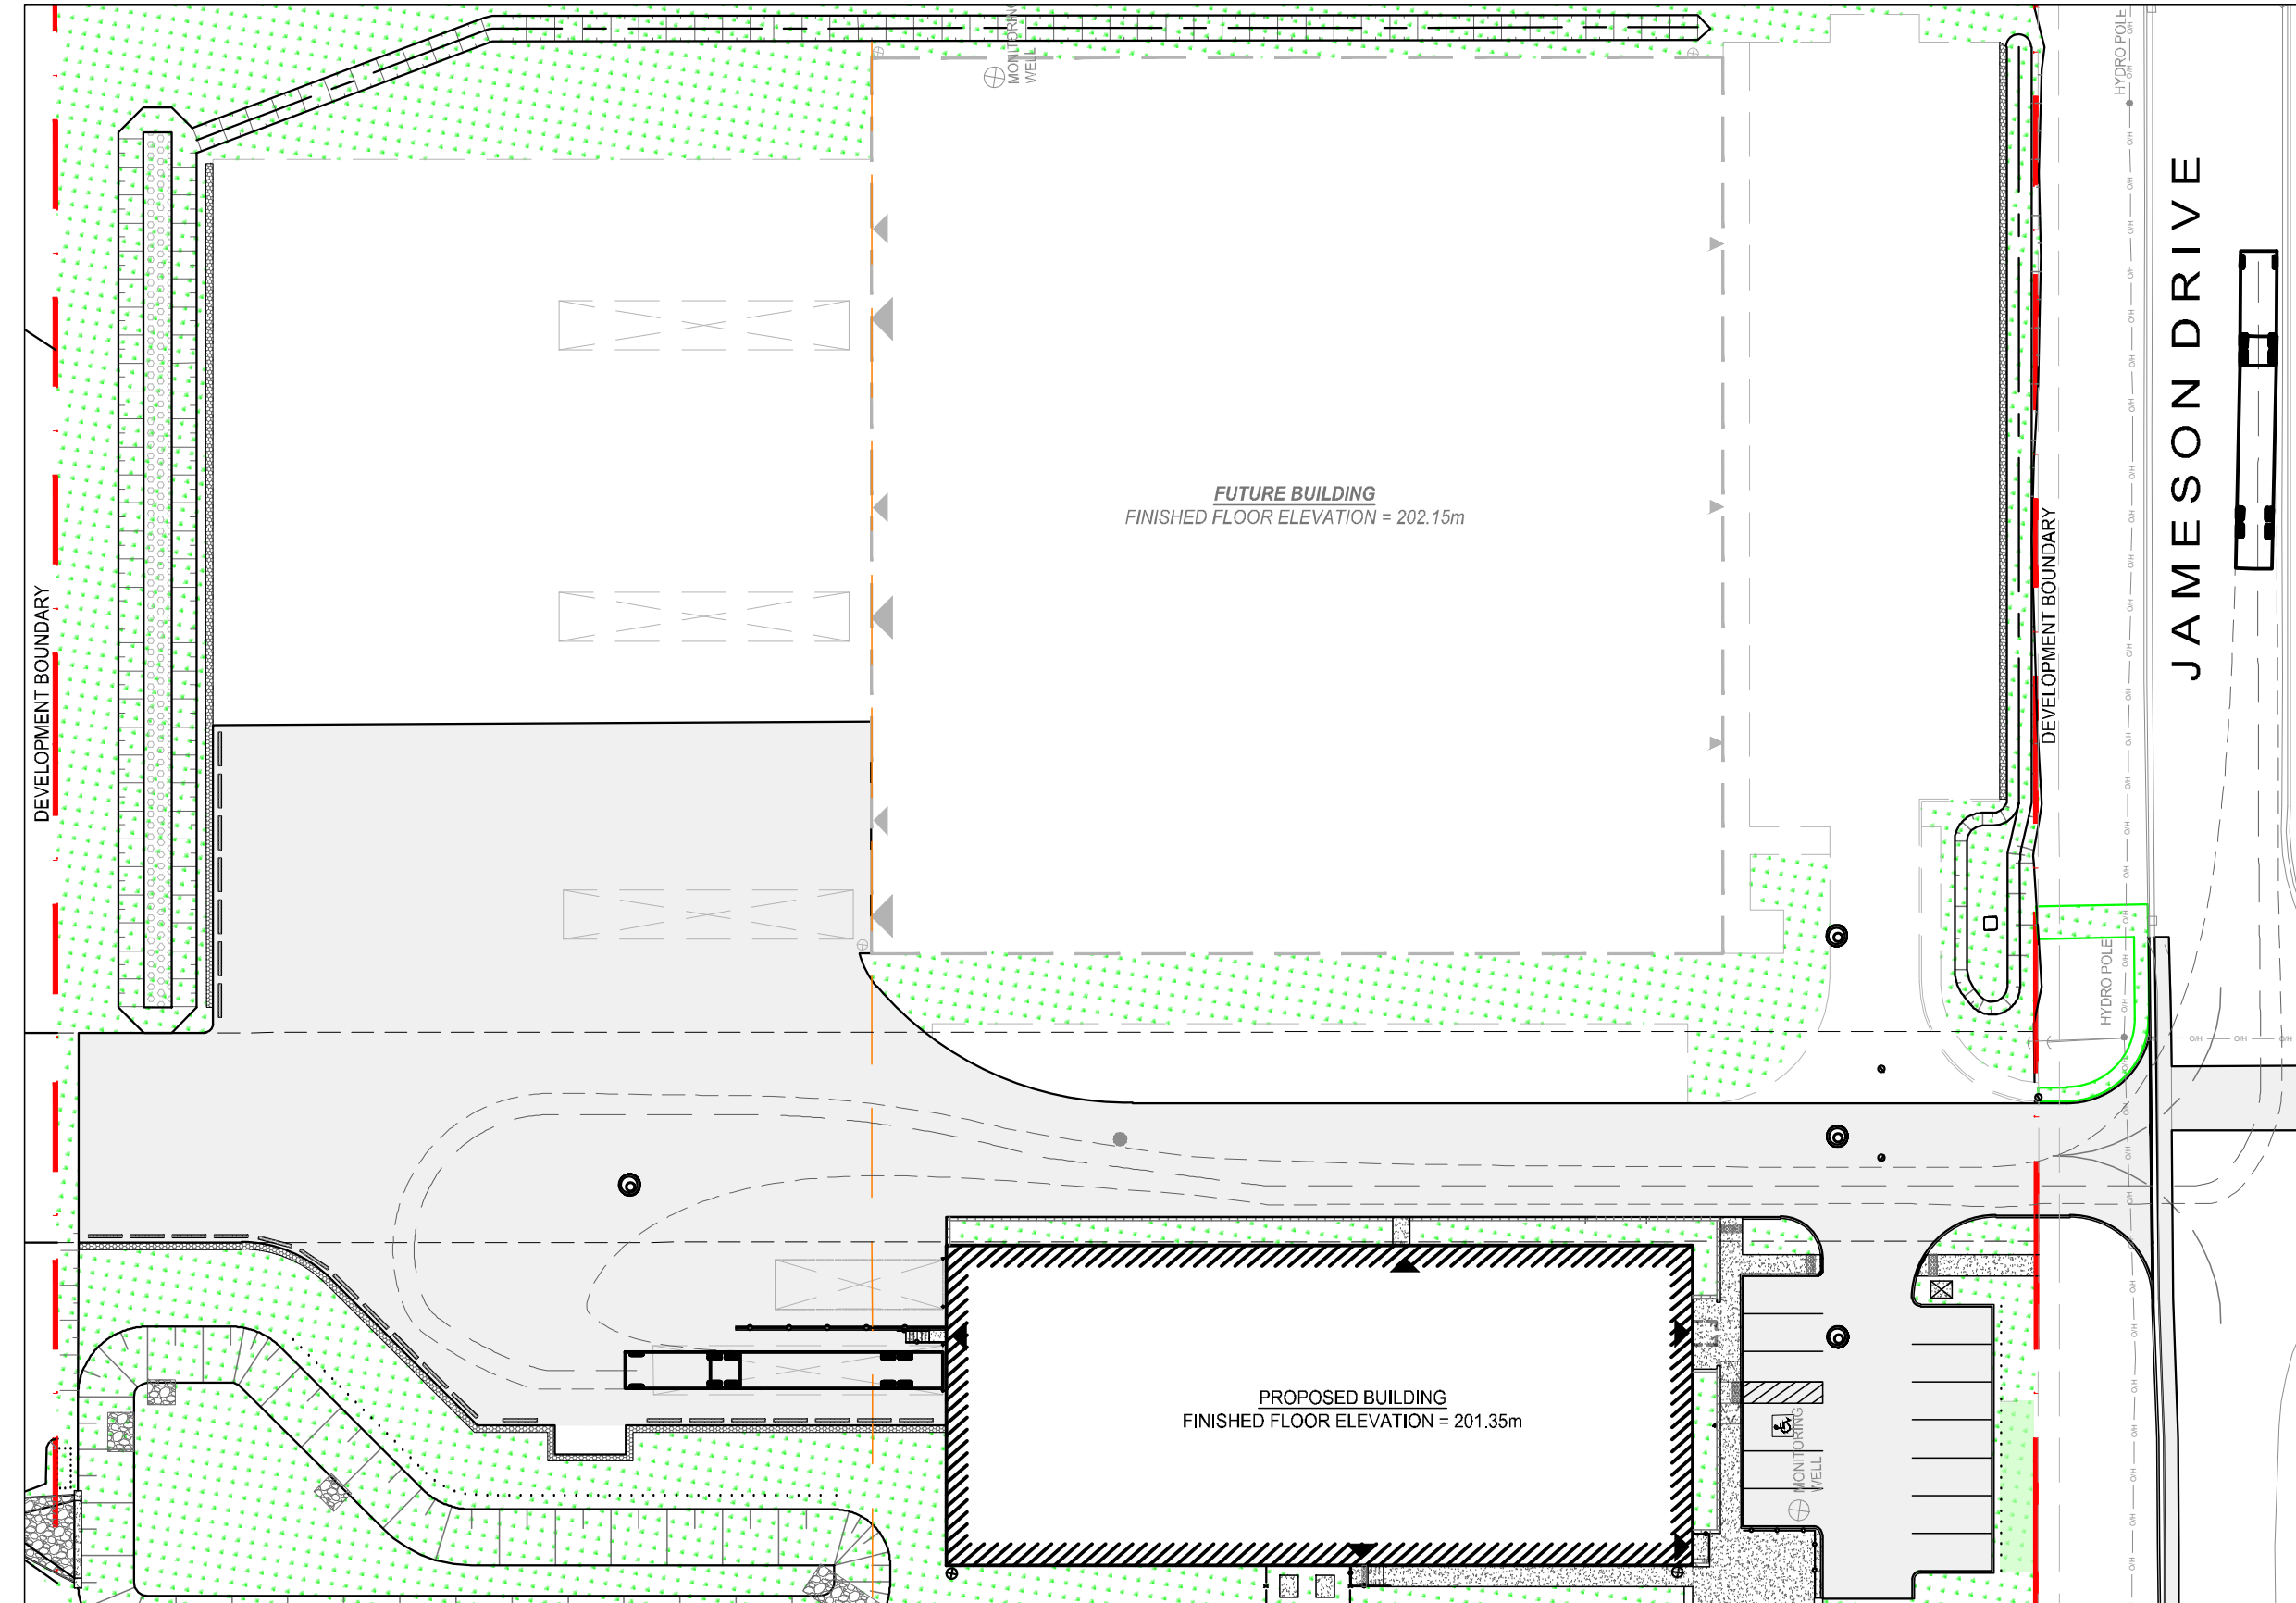 MONITORING
WELL
HYDRO POLE
JAMESON DRIVE
FUTURE BUILDING
FINISHED FLOOR ELEVATION = 202.15m
DEVELOPMENT BOUNDARY
DEVELOPMENT BOUNDARY
HYDRO POLE
O/H
O/H
O/H
PROPOSED BUILDING
FINISHED FLOOR ELEVATION = 201.35m
MONITORING
WELL